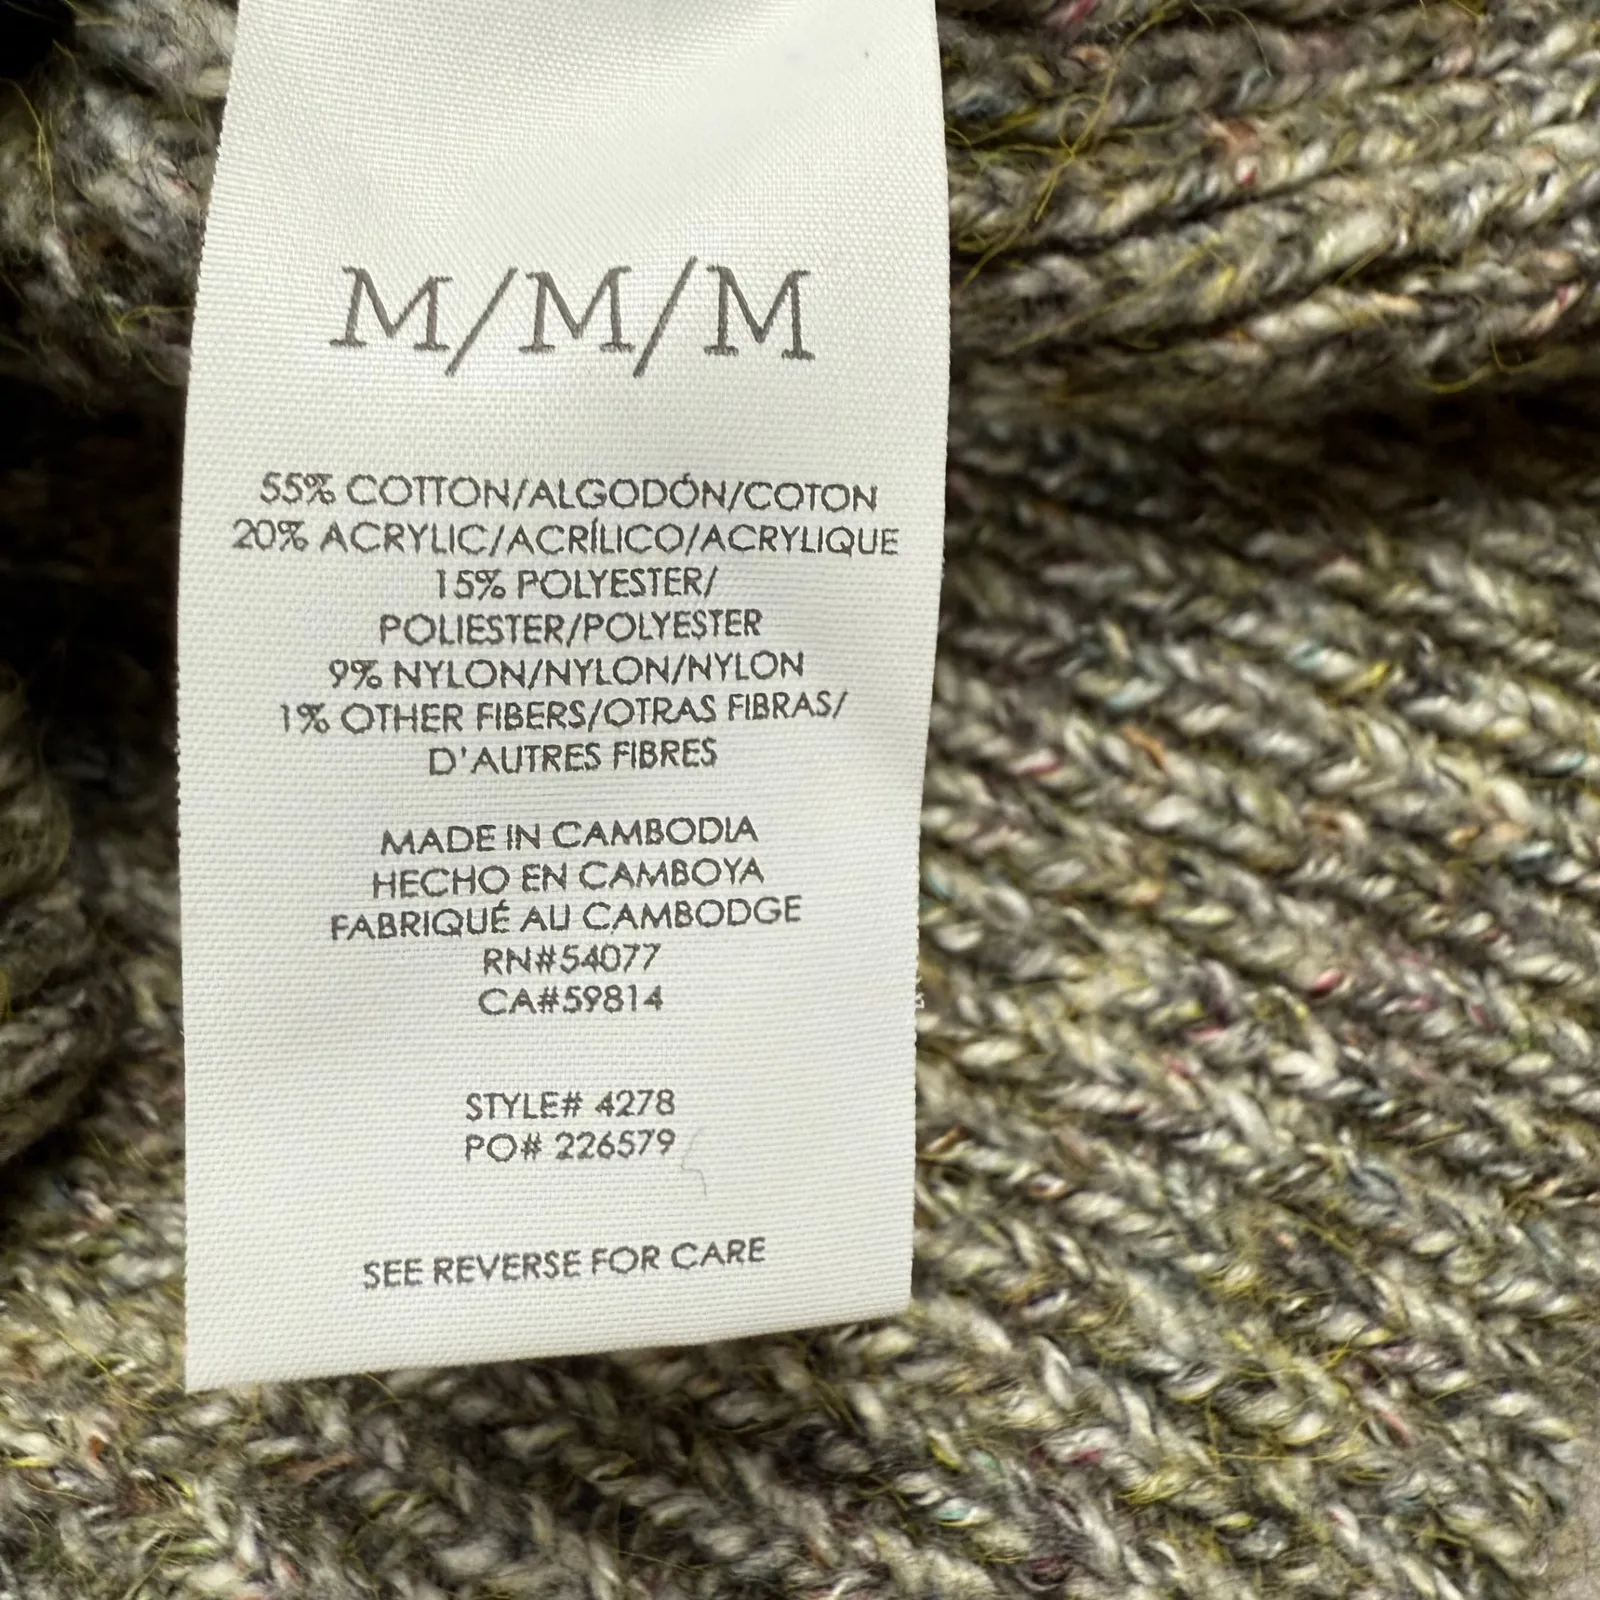 M/M/M
55% COTTON/ALGODÓN/COTON
20% ACRYLIC/ACRÍLICO/ACRYLIQUE
15% POLYESTER/
POLIESTER/POLYESTER
9% NYLON/NYLON/NYLON
1% OTHER FIBERS/OTRAS FIBRAS/
D'AUTRES FIBRES
MADE IN CAMBODIA
HECHO EN CAMBOYA
FABRIQUÉ AU CAMBODGE
RN#54077
CA#59814
STYLE# 4278
PO# 226579
SEE REVERSE FOR CARE